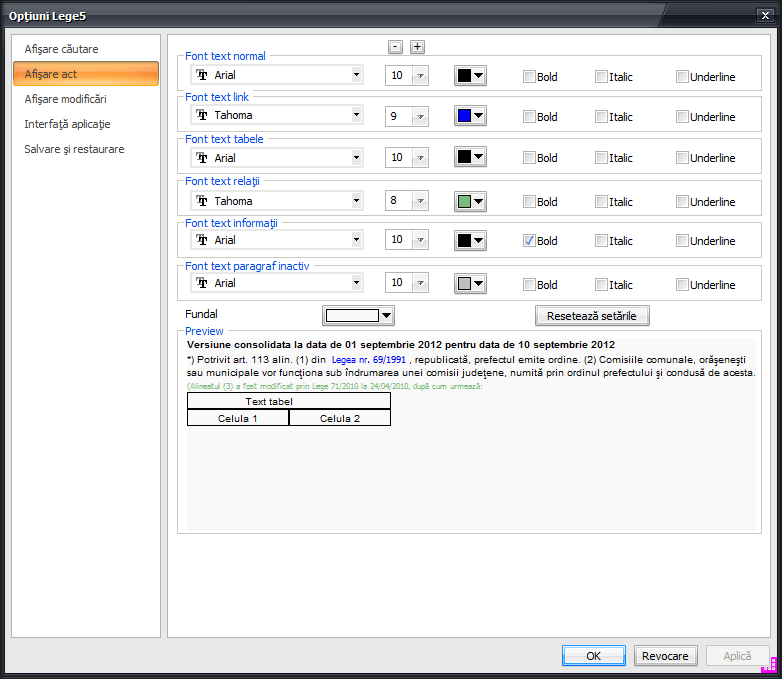 Opţiuni Lege5
Afişare căutare
Afişare act
Afişare modificări
Interfaţă aplicaţie
Salvare şi restaurare
- +
Font text normal
Arial 10 Bold Italic Underline
Font text link
Tahoma 9 Bold Italic Underline
Font text tabele
Arial 10 Bold Italic Underline
Font text relaţii
Tahoma 8 Bold Italic Underline
Font text informaţii
Arial 10 Bold Italic Underline
Font text paragraf inactiv
Arial 10 Bold Italic Underline
Fundal Resetează setările
Preview
Versiune consolidata la data de 01 septembrie 2012 pentru data de 10 septembrie 2012
*) Potrivit art. 113 alin. (1) din Legea nr. 69/1991 , republicată, prefectul emite ordine. (2) Comisiile comunale, orăşeneşti
sau municipale vor funcţiona sub îndrumarea unei comisii judeţene, numită prin ordinul prefectului şi condusă de acesta.
(Alineatul (3) a fost modificat prin Lege 71/2010 la 24/04/2010, după cum urmează:
Text tabel
Celula 1 Celula 2
OK Revocare Aplică